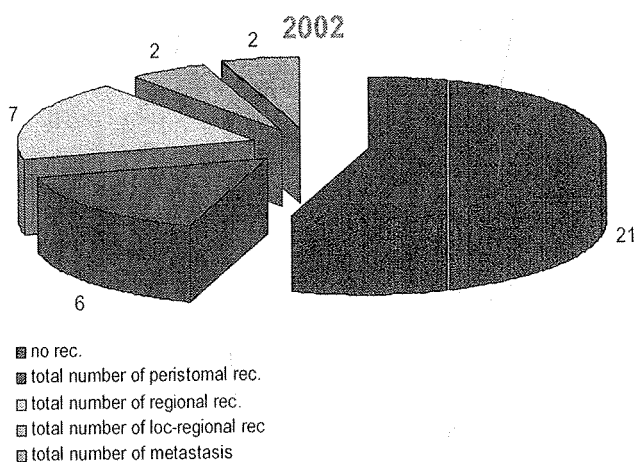 2002
2
2
7
21
6
no rec.
total number of peristomal rec.
total number of regional rec.
total number of loc-regional rec
total number of metastasis